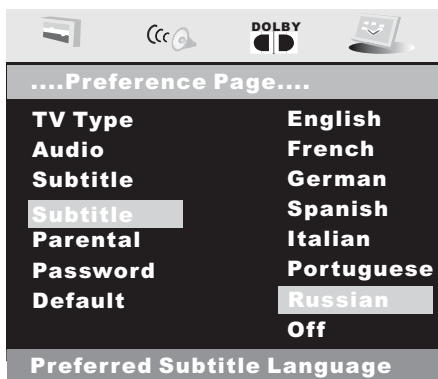 DOLBY
....Preference Page....
TV Type English
Audio French
Subtitle German
Subtitle Spanish
Parental Italian
Password Portuguese
Default Russian
Off
Preferred Subtitle Language